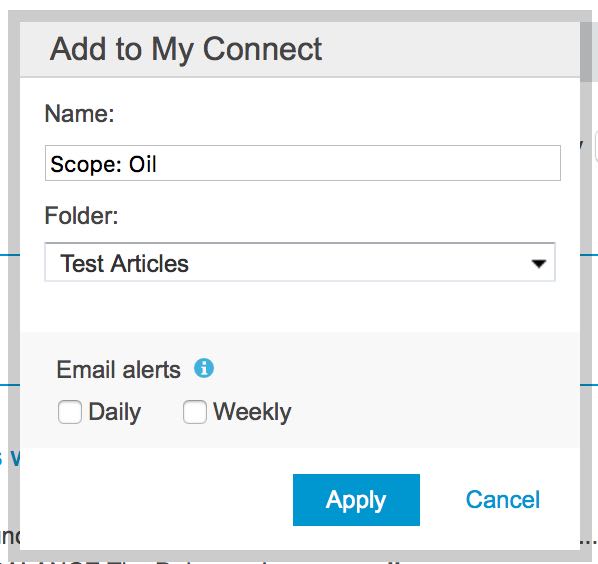 Add to My Connect
Name:
Scope: Oil
Folder:
Test Articles
Email alerts
Daily Weekly
Apply Cancel